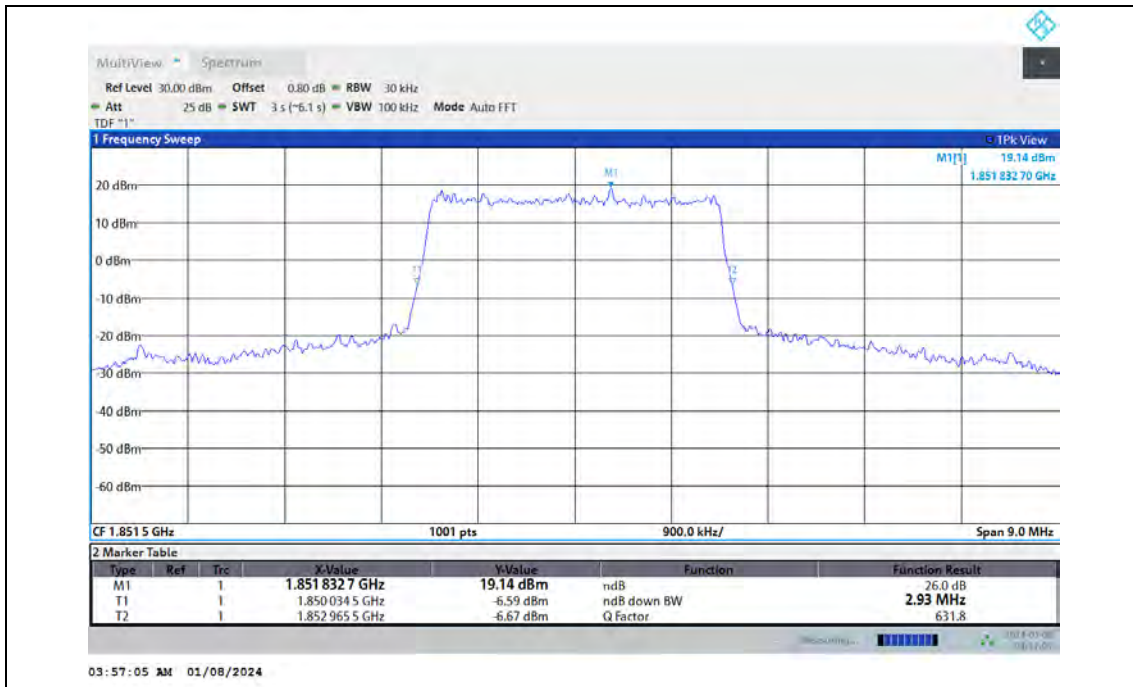 MultiView Spectrum
Ref Level 30.00 dBm Offset 0.80 dB RBW 30 kHz
Att 25 dB SWT 3 s (~6.1 s) VBW 100 kHz Mode Auto FFT
TDF "1"
1 Frequency Sweep 1Pk View
M1[1] 19.14 dBm
1.851 832 70 GHz
M1
20 dBm
10 dBm
0 dBm
T1 T2
-10 dBm
-20 dBm
-30 dBm
-40 dBm
-50 dBm
-60 dBm
CF 1.851 5 GHz 1001 pts 900.0 kHz/ Span 9.0 MHz
2 Marker Table
Type Ref Trc X-Value Y-Value Function Function Result
M1 1 1.851 832 7 GHz 19.14 dBm ndB 26.0 dB
T1 1 1.850 034 5 GHz -6.59 dBm ndB down BW 2.93 MHz
T2 1 1.852 965 5 GHz -6.67 dBm Q Factor 631.8
Measuring...
03:57:05 AM 01/08/2024